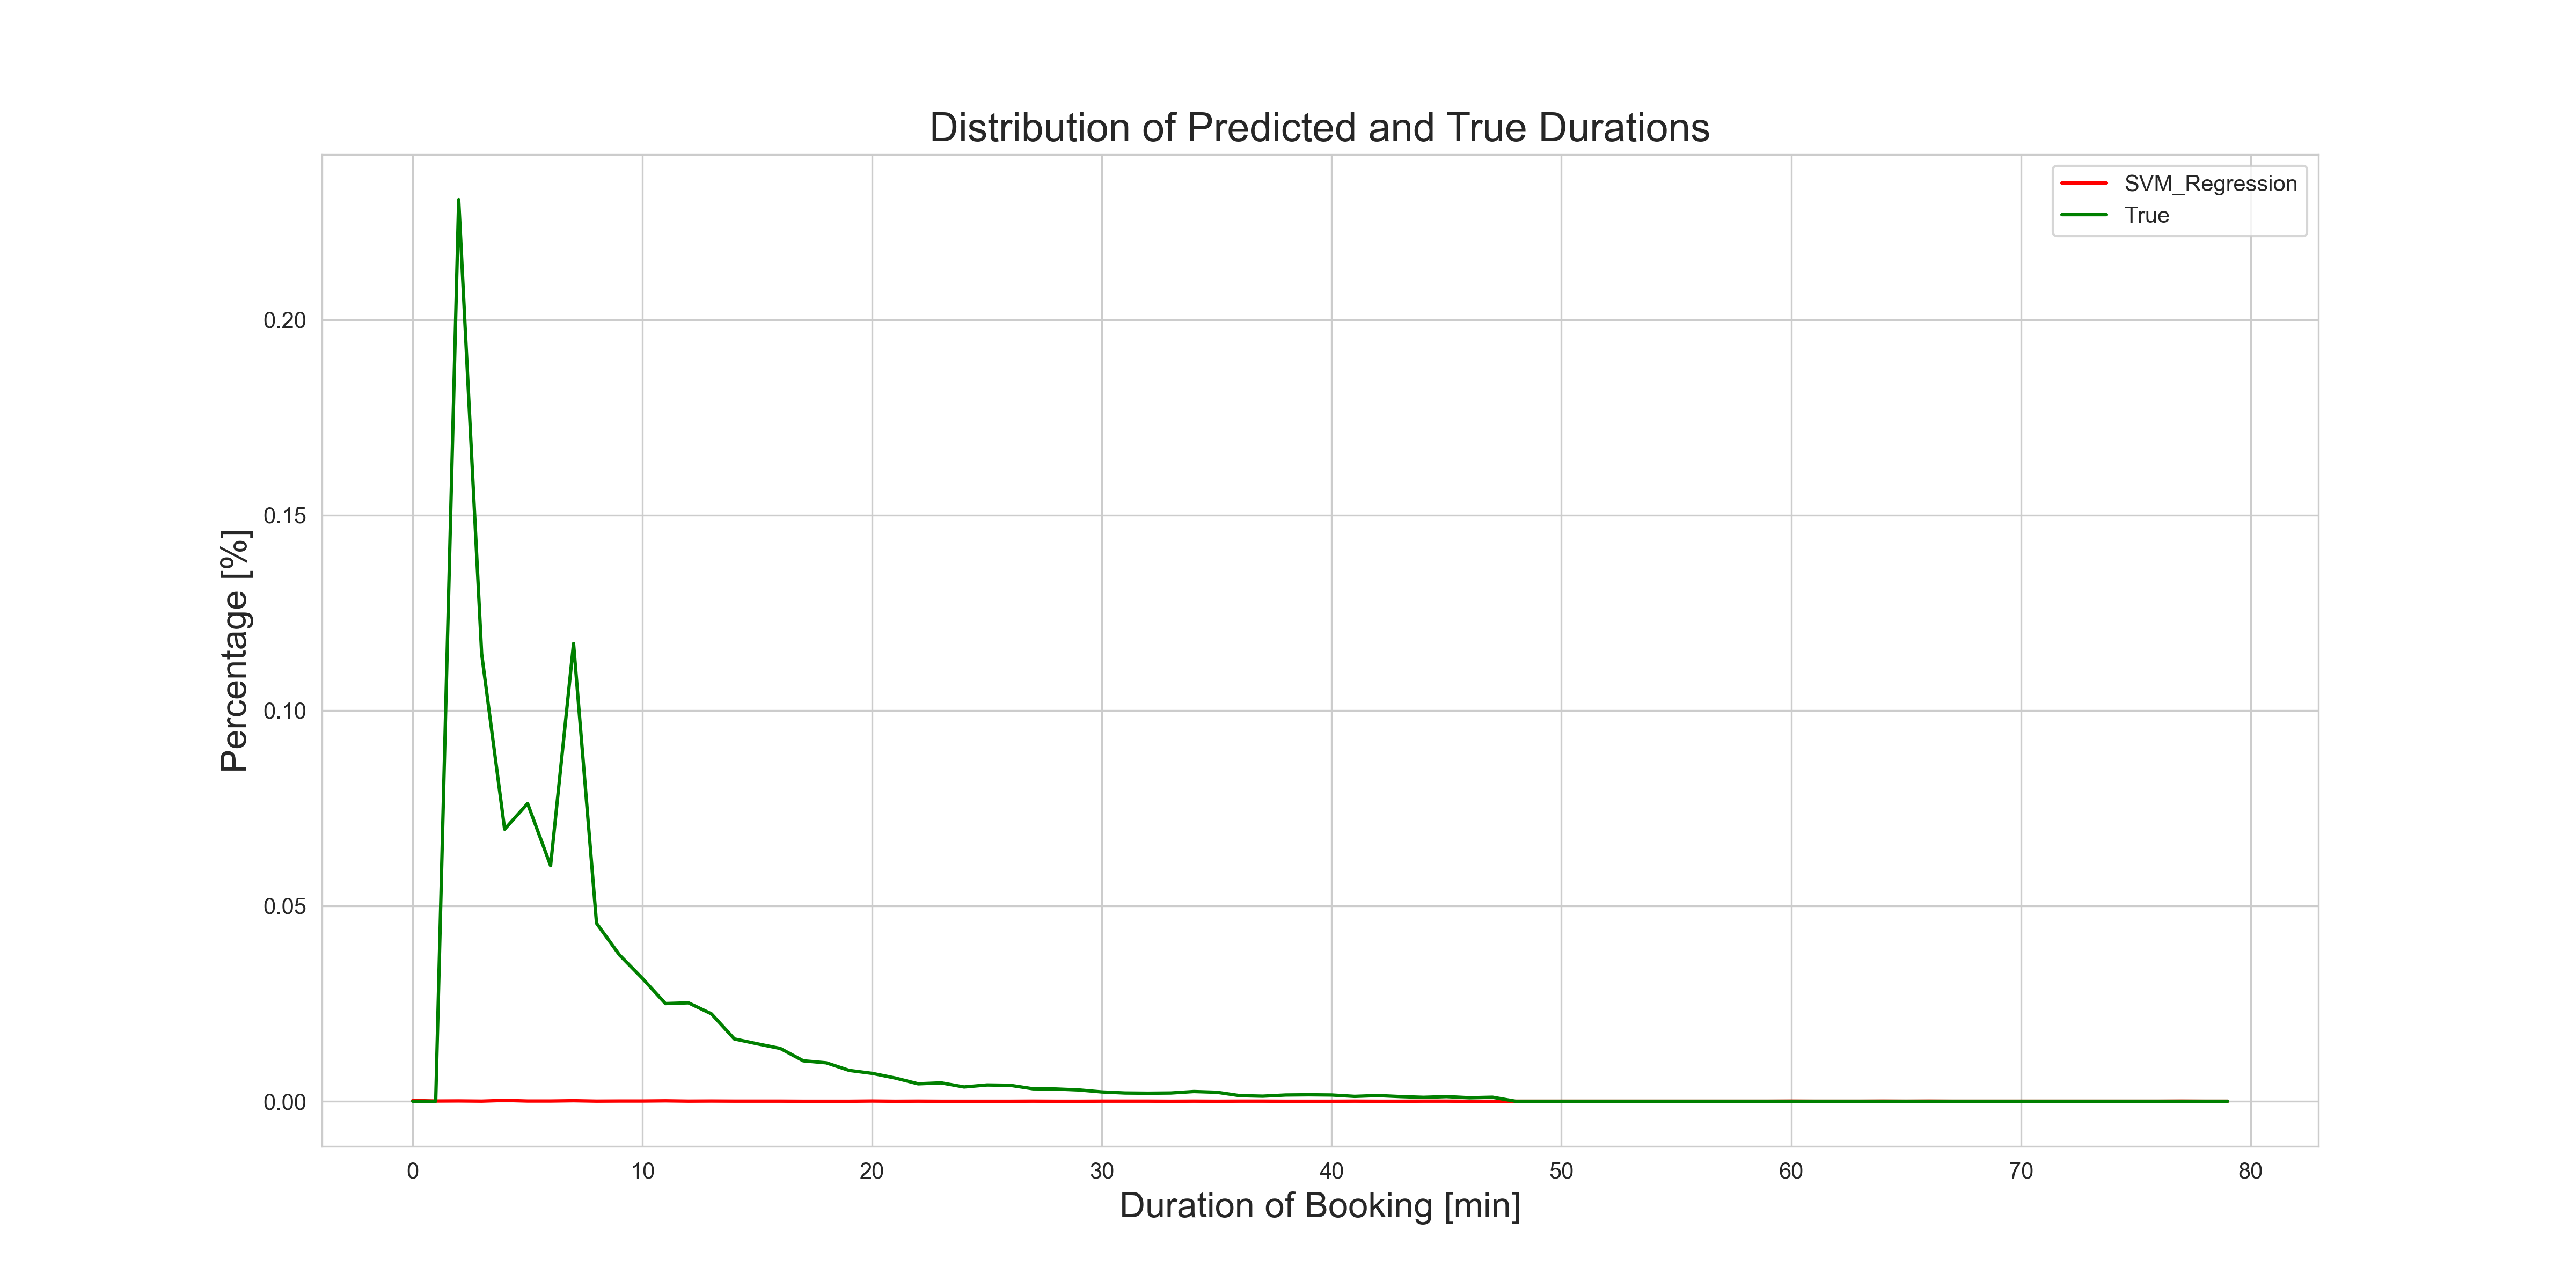 Distribution of Predicted and True Durations
SVM_Regression
True
Percentage [%]
0.20
0.15
0.10
0.05
0.00
0 10 20 30 40 50 60 70 80
Duration of Booking [min]